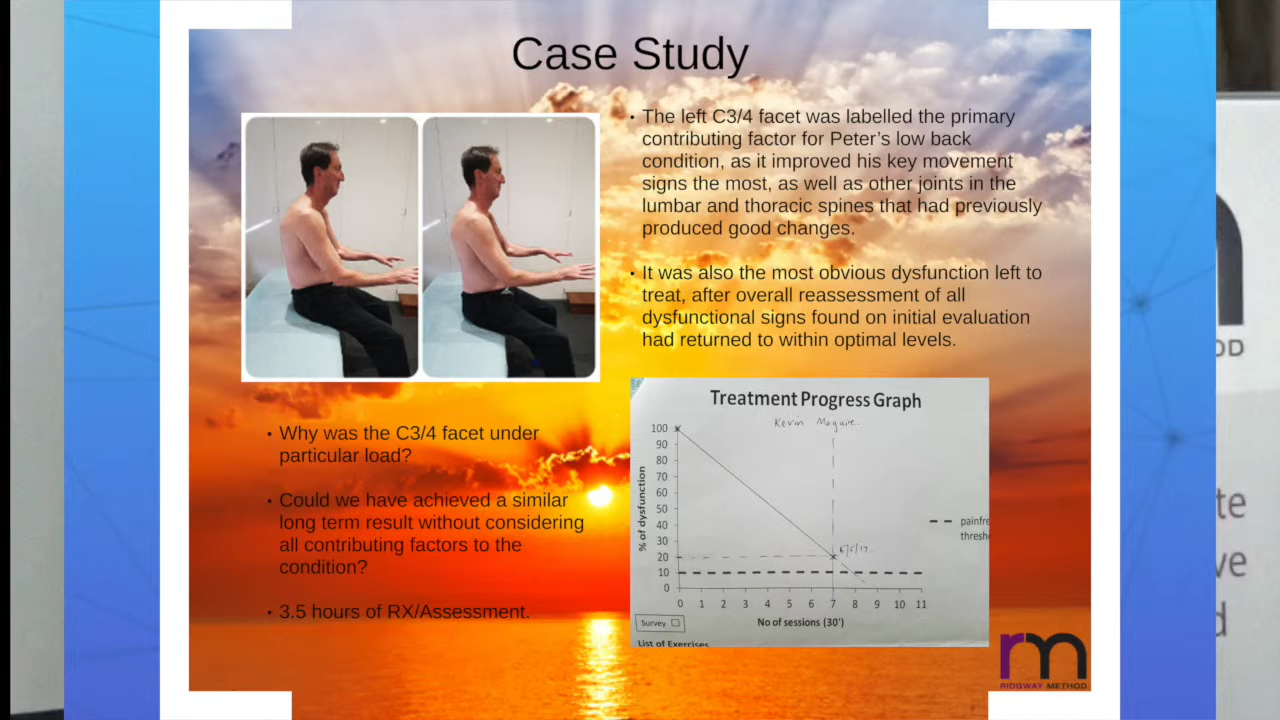 Case Study
• The left C3/4 facet was labelled the primary
contributing factor for Peter's low back
condition, as it improved his key movement
signs the most, as well as other joints in the
lumbar and thoracic spines that had previously
produced good changes.
• It was also the most obvious dysfunction left to
treat, after overall reassessment of all
dysfunctional signs found on initial evaluation
had returned to within optimal levels.
• Why was the C3/4 facet under
particular load?
• Could we have achieved a similar
long term result without considering
all contributing factors to the
condition?
• 3.5 hours of RX/Assessment.
Treatment Progress Graph
Kevin Maguire
% of dysfunction
100
90
80
70
60
50
40
30
20
10
0
0 1 2 3 4 5 6 7 8 9 10 11
No of sessions (30')
painfre
thresh
Survey
List of Exercises
rm
RIDGWAY METHOD
OD
te
ve
d